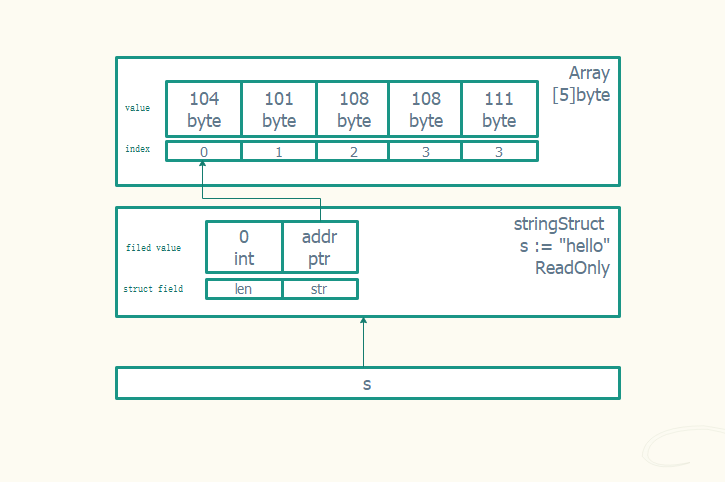 Array
[5]byte
value
104 101 108 108 111
byte byte byte byte byte
index
0 1 2 3 3
stringStruct
s := "hello"
ReadOnly
filed value
0 addr
int ptr
struct field
len str
s